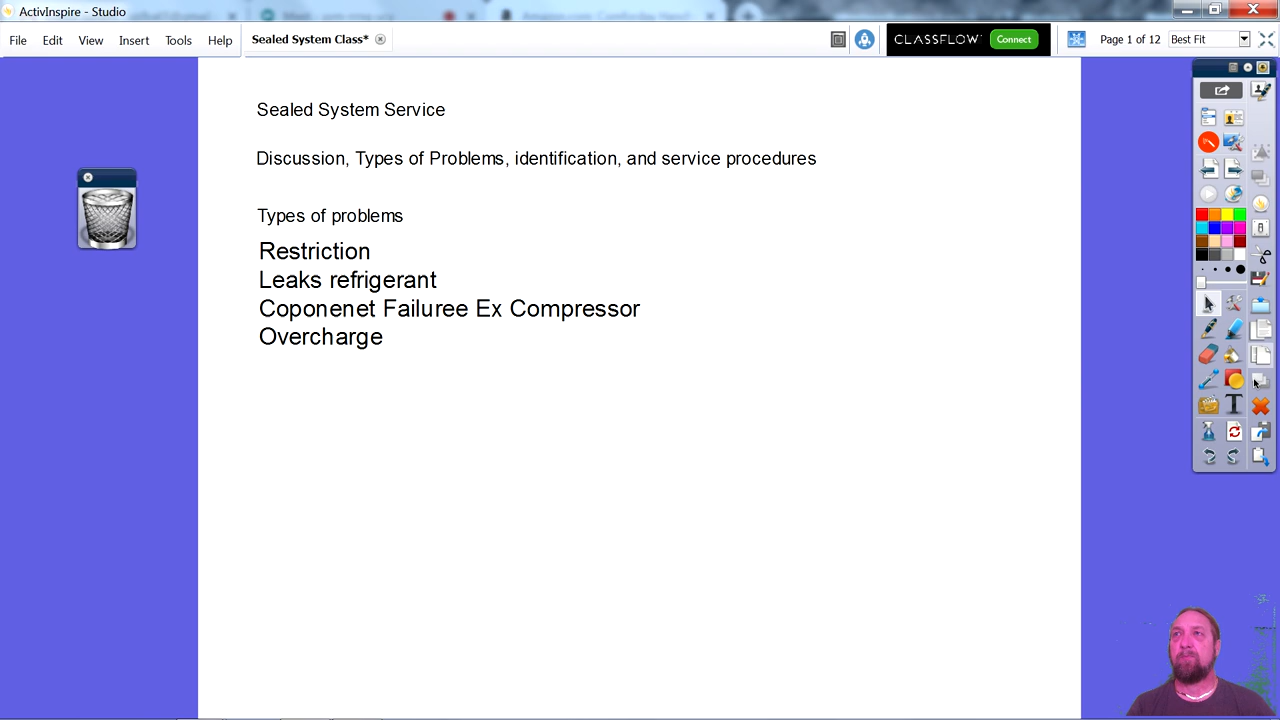 ActivInspire - Studio
File Edit View Insert Tools Help Sealed System Class* CLASSFLOW Connect Page 1 of 12 Best Fit
Sealed System Service
Discussion, Types of Problems, identification, and service procedures
Types of problems
Restriction
Leaks refrigerant
Coponenet Failuree Ex Compressor
Overcharge